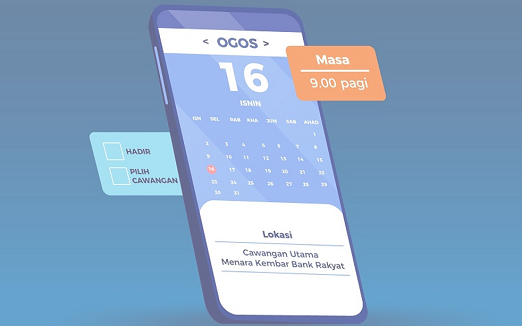 < OGOS >
16
ISNIN
ISN SEL RAB KHA JUM SAB AHAD
1
2 3 4 5 6 7 8
9 10 11 12 13 14 15
16 17 18 19 20 21 22
23 24 25 26 27 28 29
30 31
Masa
9.00 pagi
HADIR
PILIH
CAWANGAN
Lokasi
Cawangan Utama
Menara Kembar Bank Rakyat